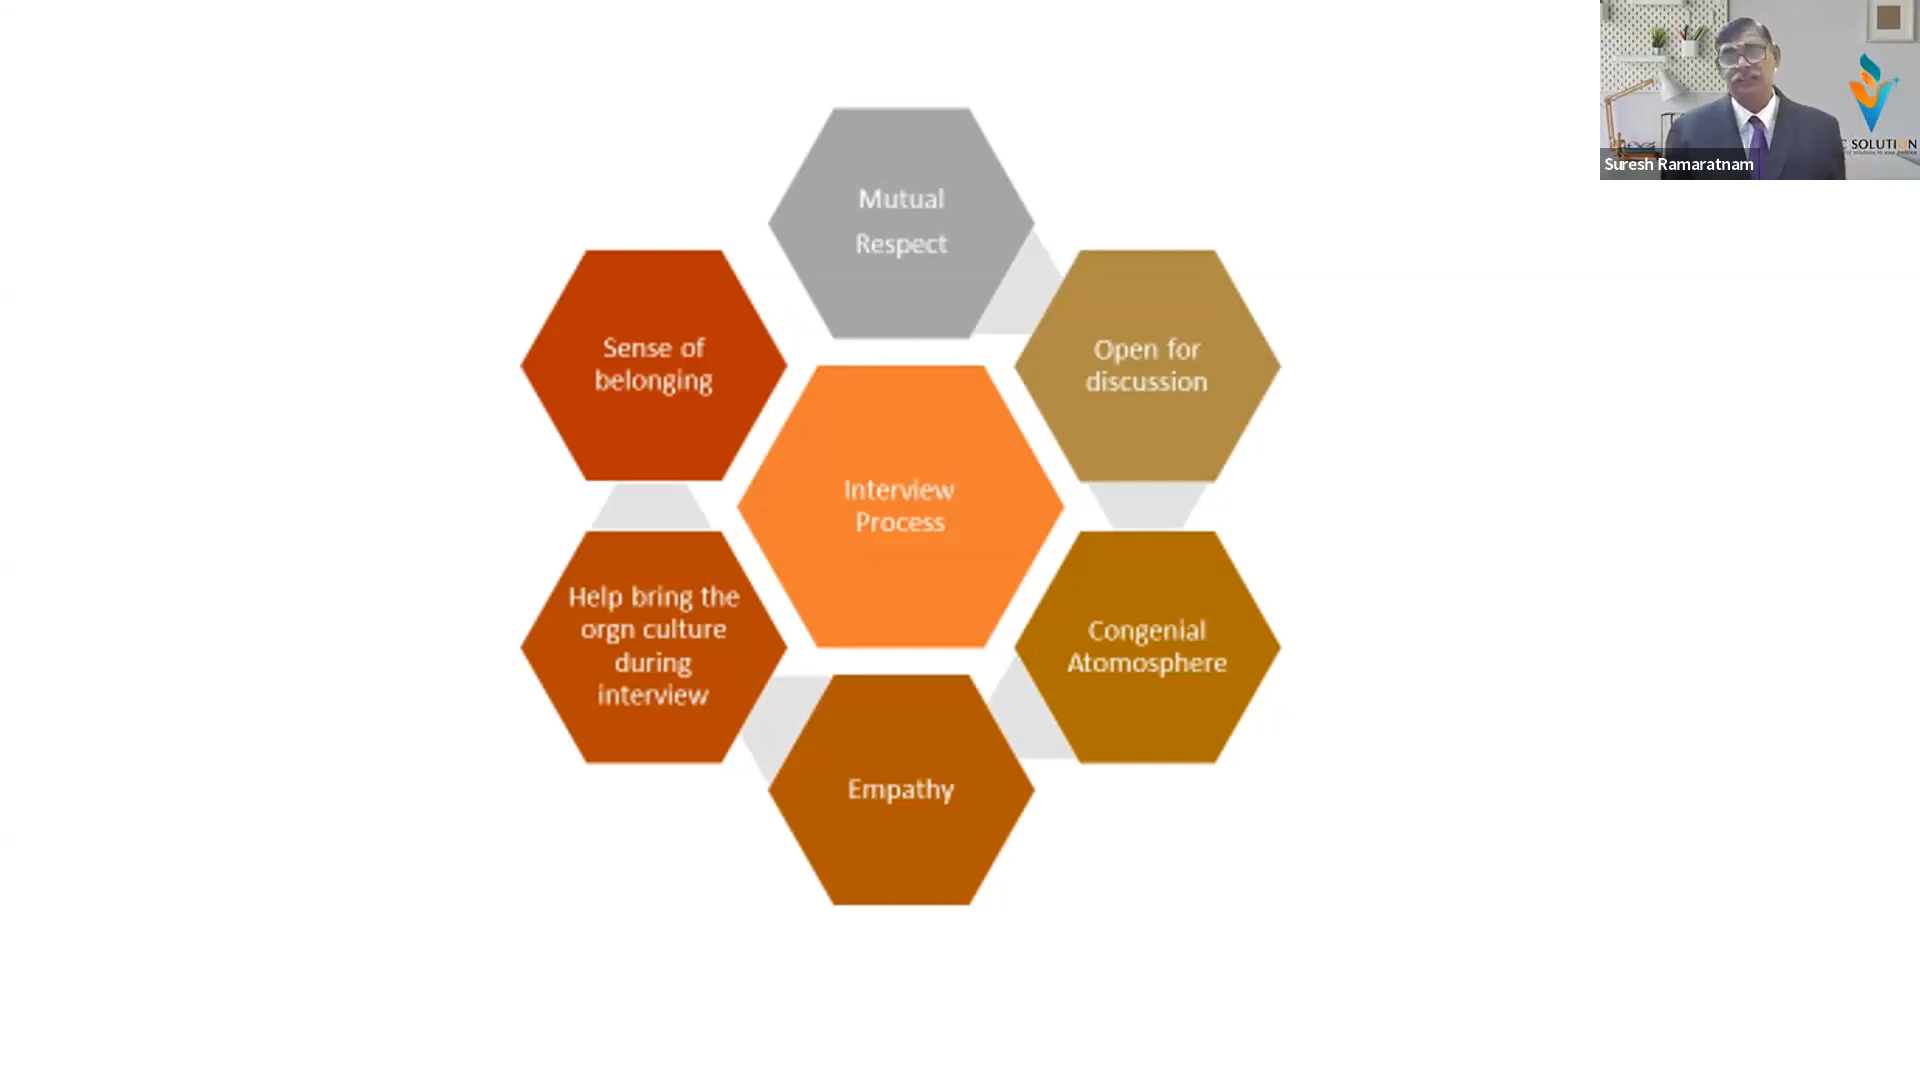 Mutual
Respect
Open for
discussion
Congenial
Atomosphere
Empathy
Help bring the
orgn culture
during
interview
Sense of
belonging
Interview
Process
C SOLUTION
Suresh Ramaratnam